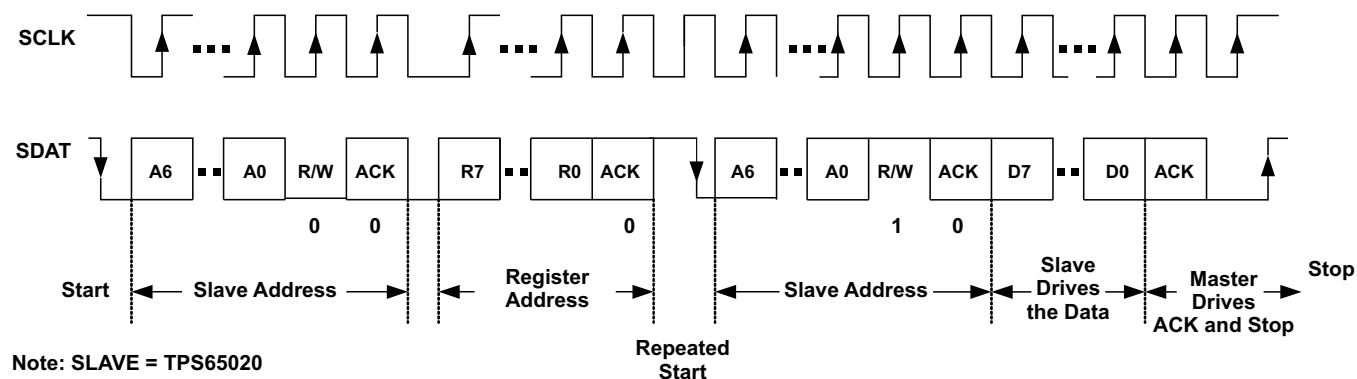 SCLK
SDAT
A6 A0 R/W ACK R7 R0 ACK A6 A0 R/W ACK D7 D0 ACK
0 0 0 1 0
Start
Slave Address
Register
Address
Repeated
Start
Slave Address
Slave
Drives
the Data
Master
Drives
ACK and Stop
Stop
Note: SLAVE = TPS65020